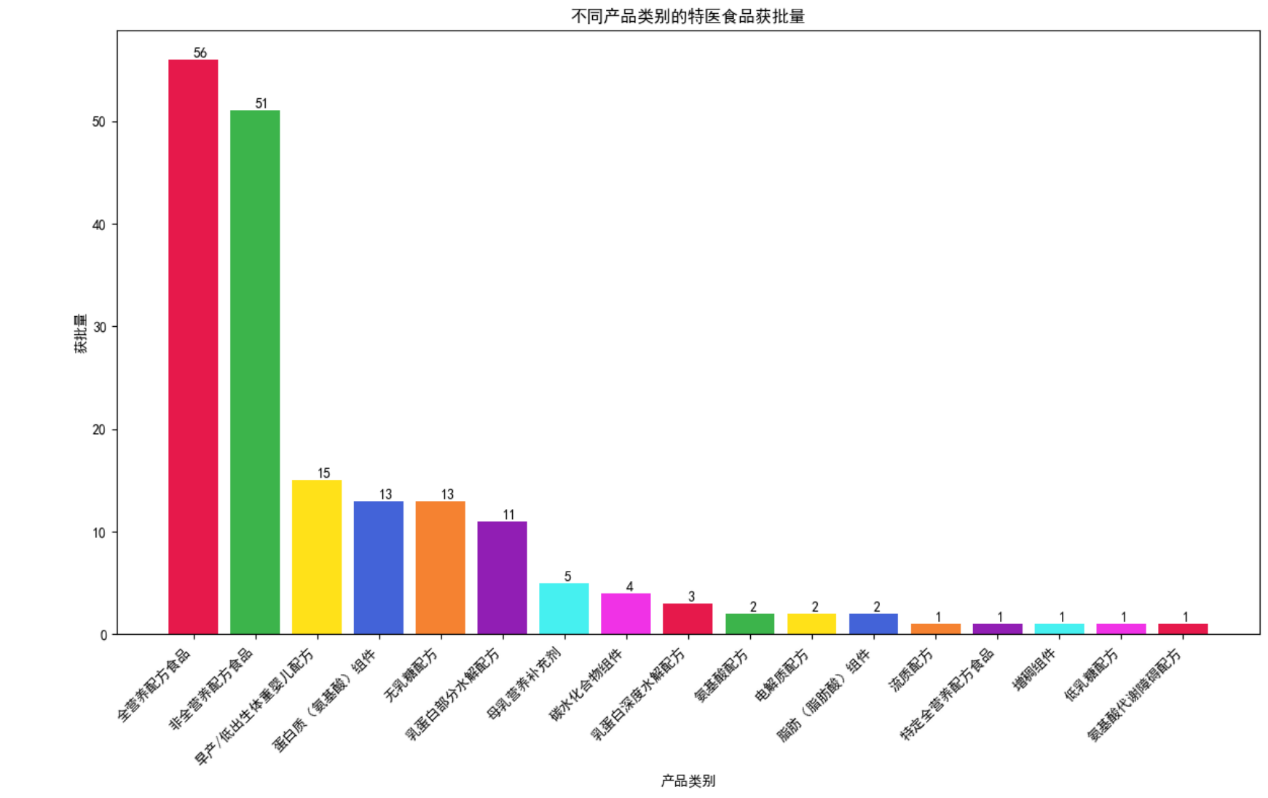 不同产品类别的特医食品获批量
获批量
50
40
30
20
10
0
56
51
15
13
13
11
5
4
3
2
2
2
1
1
1
1
1
全营养配方食品
非全营养配方食品
早产/低出生体重婴儿配方
蛋白质（氨基酸）组件
无乳糖配方
乳蛋白部分水解配方
母乳营养补充剂
碳水化合物组件
乳蛋白深度水解配方
氨基酸配方
电解质配方
脂肪（脂肪酸）组件
流质配方
特定全营养配方食品
增稠组件
低乳糖配方
氨基酸代谢障碍配方
产品类别